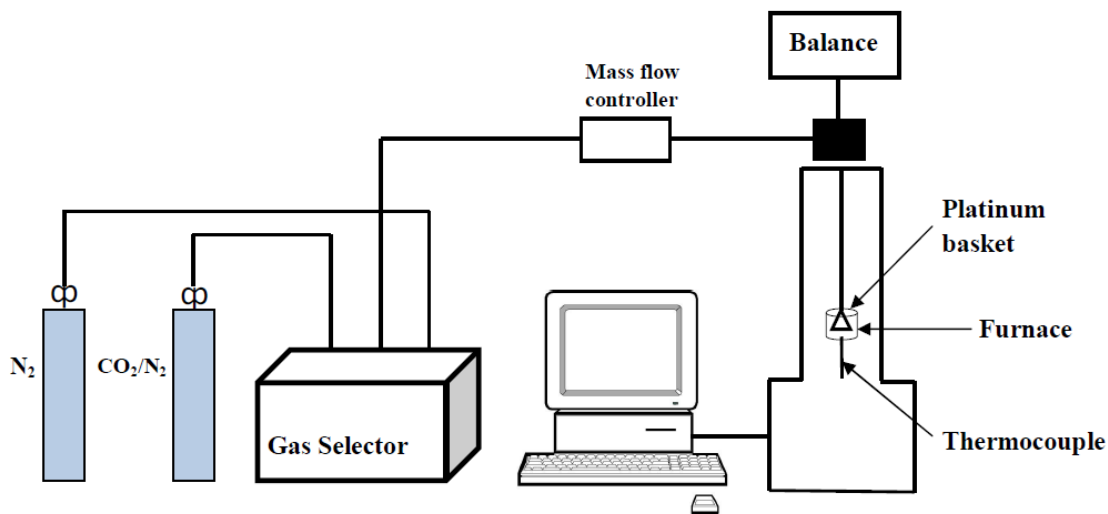 Balance
Mass flow
controller
Platinum
basket
Furnace
N₂
CO₂/N₂
Gas Selector
Thermocouple